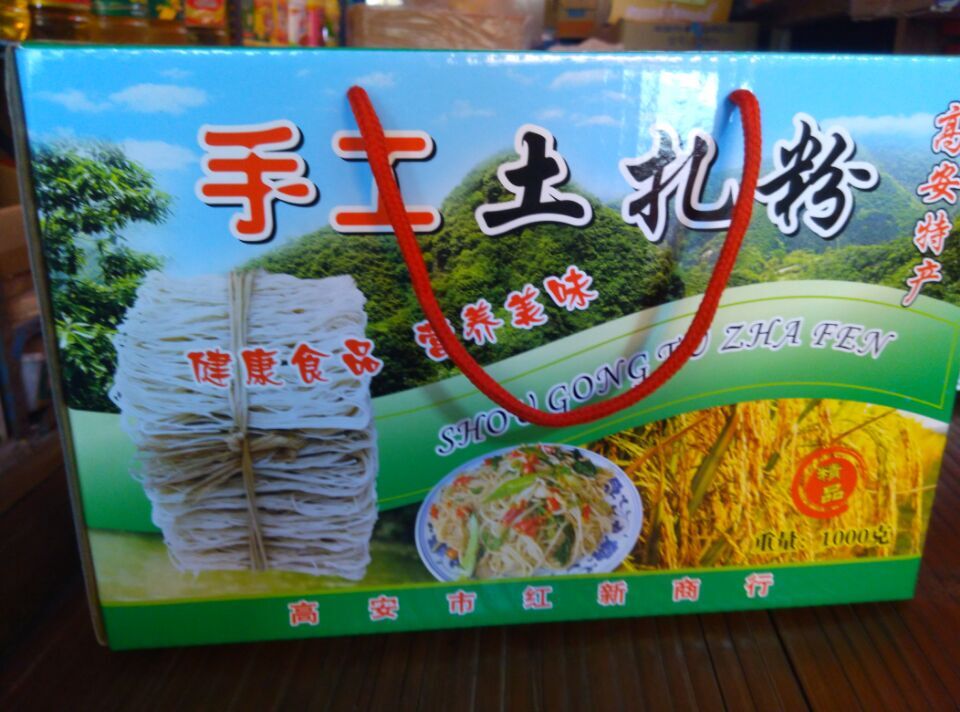 手工土扎粉
高安特产
健康食品 营养美味
SHOU GONG TU ZHA FEN
精品
重量：1000克
高安市红新商行